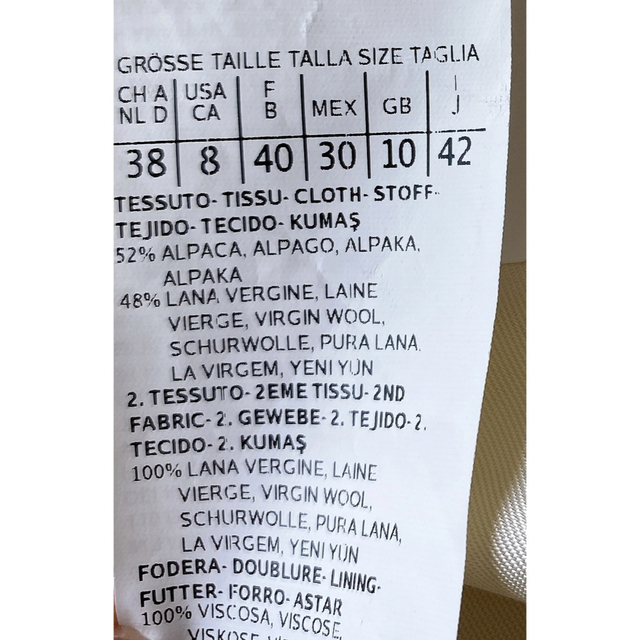 GRÖSSE TAILLE TALLA SIZE TAGLIA
CH A USA F MEX GB I
NL D CA B J
38 8 40 30 10 42
TESSUTO- TISSU- CLOTH- STOFF-
TEJIDO- TECIDO- KUMAŞ
52% ALPACA, ALPAGO, ALPAKA,
ALPAKA
48% LANA VERGINE, LAINE
VIERGE, VIRGIN WOOL,
SCHURWOLLE, PURA LANA,
LA VIRGEM, YENI YÜN
2. TESSUTO- 2EME TISSU- 2ND
FABRIC- 2. GEWEBE- 2. TEJIDO- 2.
TECIDO- 2. KUMAŞ
100% LANA VERGINE, LAINE
VIERGE, VIRGIN WOOL,
SCHURWOLLE, PURA LANA,
LA VIRGEM, YENI YÜN
FODERA- DOUBLURE- LINING-
FUTTER- FORRO- ASTAR
100% VISCOSA, VISCOSE,
VISKOSE,